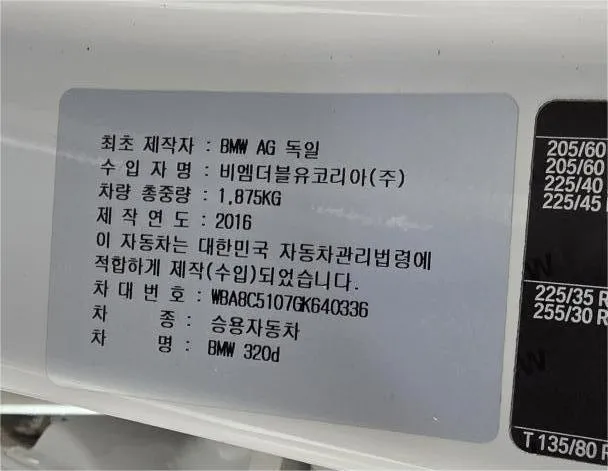 최초 제작자 : BMW AG 독일
수 입 자 명 : 비엠더블유코리아(주)
차량 총중량 : 1,875KG
제 작 연 도 : 2016
이 자동차는 대한민국 자동차관리법령에
적합하게 제작(수입)되었습니다.
차 대 번 호 : WBA8C5107GK640336
차 종 : 승용자동차
차 명 : BMW 320d
205/60
205/60
225/40
225/45
225/35 R
255/30 R
T 135/80 R